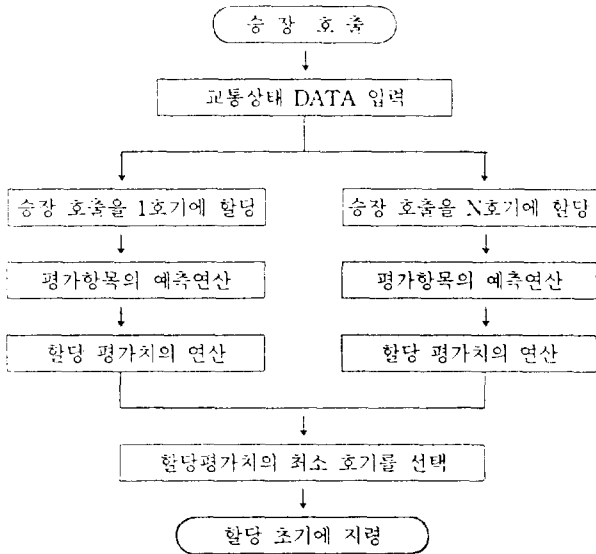 승 장 호 출
교통상태 DATA 입력
승장 호출을 1호기에 할당
승장 호출을 N호기에 할당
평가항목의 예측연산
평가항목의 예측연산
할당 평가치의 연산
할당 평가치의 연산
할당평가치의 최소 호기를 선택
할당 초기에 지령